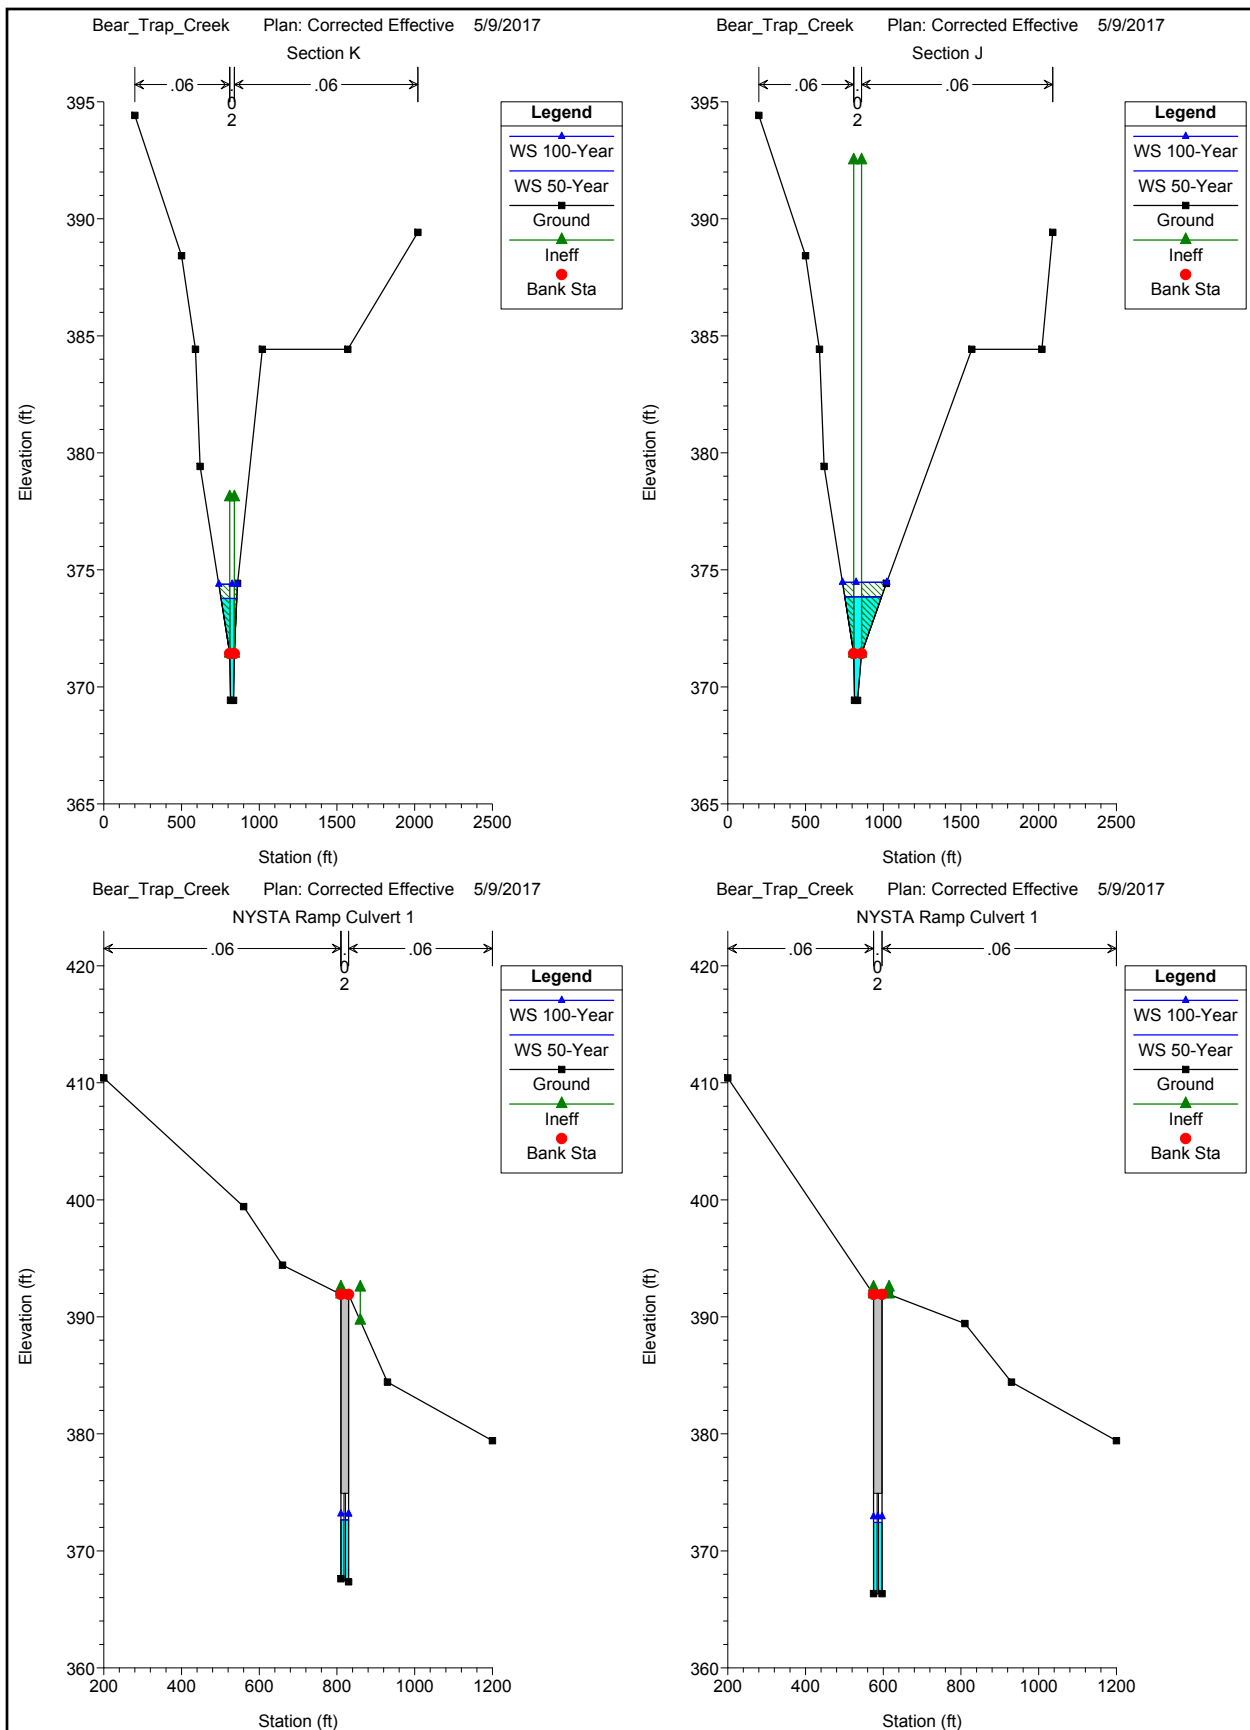 Bear_Trap_Creek Plan: Corrected Effective 5/9/2017
Section K
.06 .02 .06
Legend
WS 100-Year
WS 50-Year
Ground
Ineff
Bank Sta
395
390
385
380
375
370
365
Elevation (ft)
0 500 1000 1500 2000 2500
Station (ft)
Bear_Trap_Creek Plan: Corrected Effective 5/9/2017
Section J
.06 .02 .06
Legend
WS 100-Year
WS 50-Year
Ground
Ineff
Bank Sta
395
390
385
380
375
370
365
Elevation (ft)
0 500 1000 1500 2000 2500
Station (ft)
Bear_Trap_Creek Plan: Corrected Effective 5/9/2017
NYSTA Ramp Culvert 1
.06 .02 .06
Legend
WS 100-Year
WS 50-Year
Ground
Ineff
Bank Sta
420
410
400
390
380
370
360
Elevation (ft)
200 400 600 800 1000 1200
Station (ft)
Bear_Trap_Creek Plan: Corrected Effective 5/9/2017
NYSTA Ramp Culvert 1
.06 .02 .06
Legend
WS 100-Year
WS 50-Year
Ground
Ineff
Bank Sta
420
410
400
390
380
370
360
Elevation (ft)
200 400 600 800 1000 1200
Station (ft)